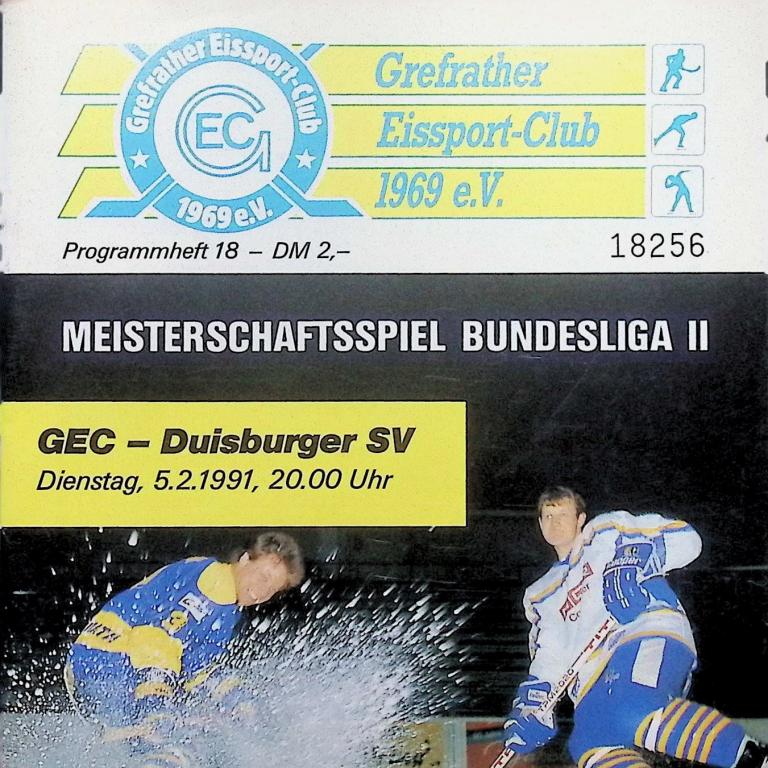 Grefrather Eissport-Club
GEC
1969 e.V.
Grefrather
Eissport-Club
1969 e.V.
Programmheft 18 – DM 2,–
18256
MEISTERSCHAFTSSPIEL BUNDESLIGA II
GEC – Duisburger SV
Dienstag, 5.2.1991, 20.00 Uhr
3